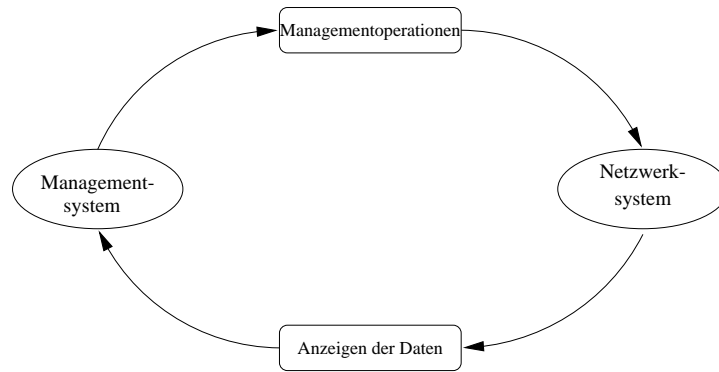 Managementoperationen
Management-
system
Netzwerk-
system
Anzeigen der Daten